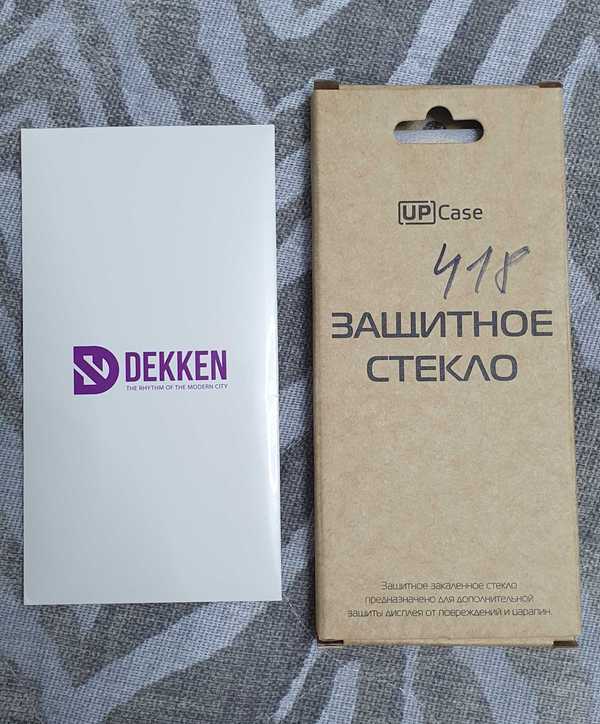 DEKKEN
THE RHYTHM OF THE MODERN CITY
UP Case
418
ЗАЩИТНОЕ
СТЕКЛО
Защитное закаленное стекло
предназначено для дополнительной
защиты дисплея от повреждений и царапин.